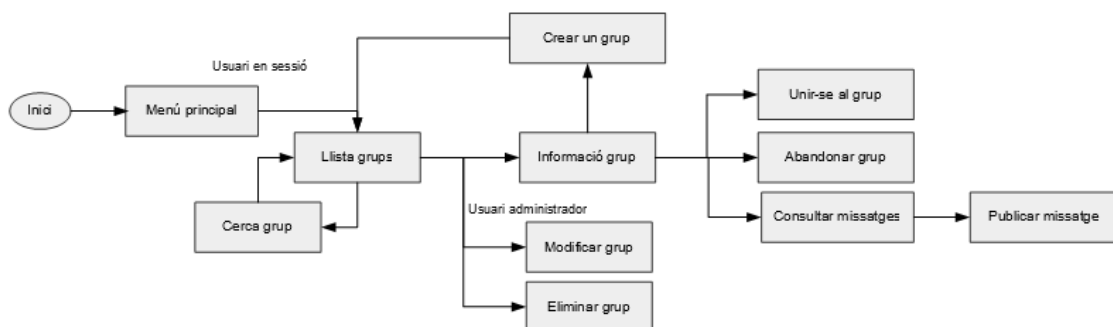 Crear un grup
Usuari en sessió
Inici
Menú principal
Unir-se al grup
Llista grups
Informació grup
Abandonar grup
Cerca grup
Usuari administrador
Consultar missatges
Publicar missatge
Modificar grup
Eliminar grup